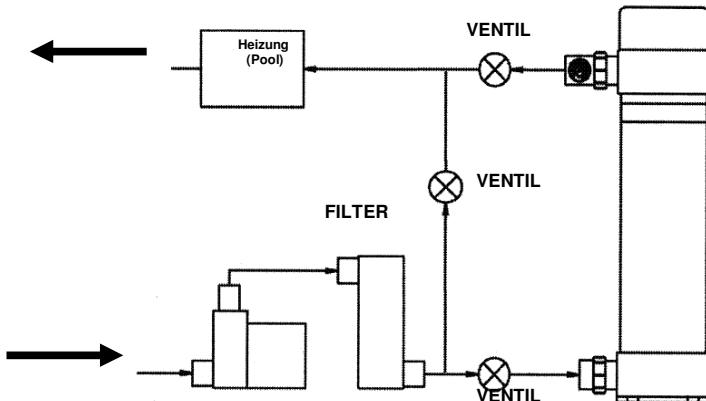 VENTIL
Heizung
(Pool)
VENTIL
FILTER
VENTIL